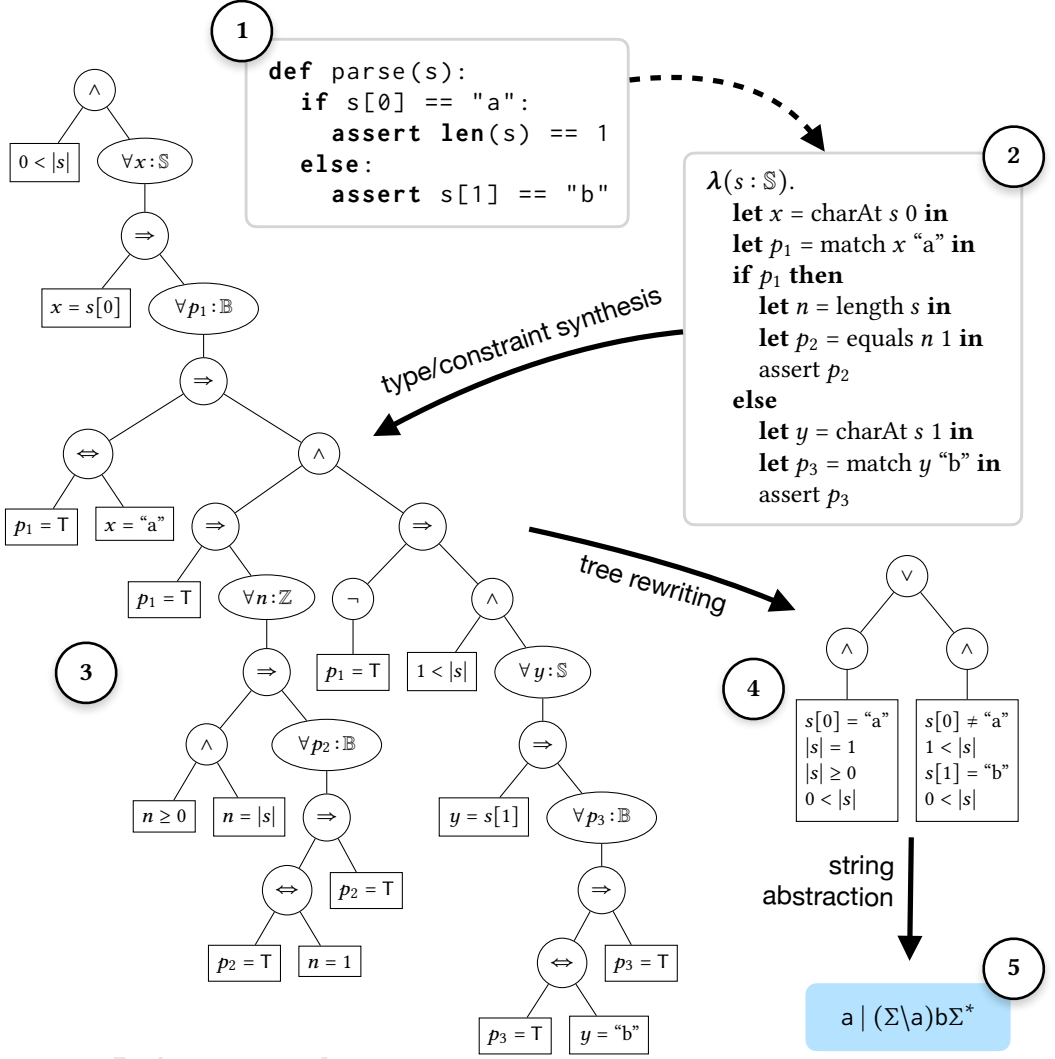 1
def parse(s):
if s[0] == "a":
assert len(s) == 1
else:
assert s[1] == "b"
2
λ(s : 𝕊).
let x = charAt s 0 in
let p₁ = match x “a” in
if p₁ then
let n = length s in
let p₂ = equals n 1 in
assert p₂
else
let y = charAt s 1 in
let p₃ = match y “b” in
assert p₃
type/constraint synthesis
3
∧
0 < |s|
∀x : 𝕊
⇒
x = s[0]
∀p₁ : 𝔹
⇒
⇔
∧
p₁ = T
x = “a”
⇒
⇒
p₁ = T
∀n : ℤ
¬
∧
⇒
p₁ = T
1 < |s|
∀y : 𝕊
∧
∀p₂ : 𝔹
⇒
n ≥ 0
n = |s|
⇒
y = s[1]
∀p₃ : 𝔹
⇔
p₂ = T
⇒
p₂ = T
n = 1
⇔
p₃ = T
p₃ = T
y = “b”
tree rewriting
4
∨
∧
∧
s[0] = “a”
|s| = 1
|s| ≥ 0
0 < |s|
s[0] ≠ “a”
1 < |s|
s[1] = “b”
0 < |s|
string
abstraction
5
a | (Σ\a)bΣ*